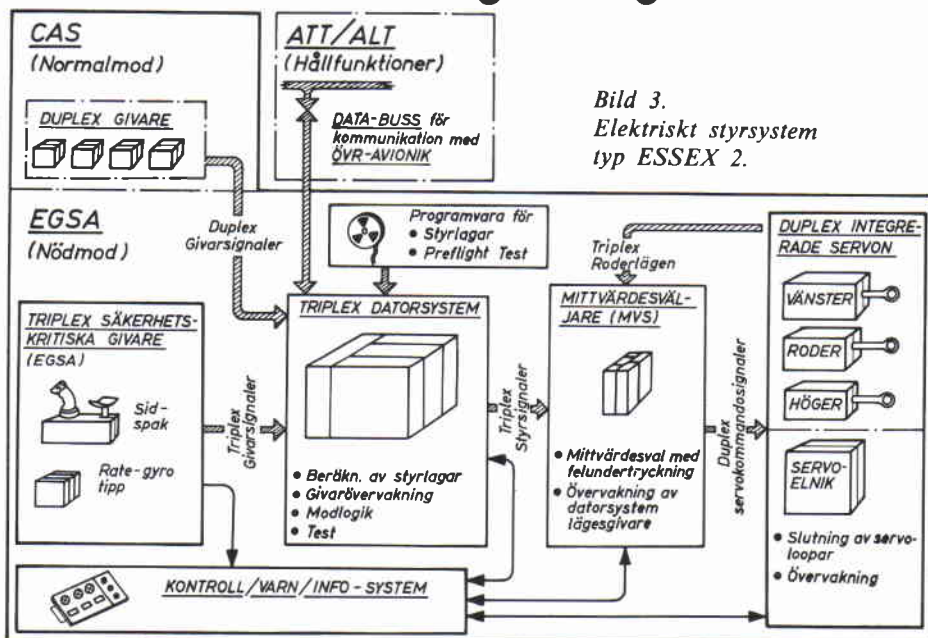 CAS
(Normalmod)
DUPLEX GIVARE
ATT/ALT
(Hållfunktioner)
DATA-BUSS för
kommunikation med
ÖVR-AVIONIK
Bild 3.
Elektriskt styrsystem
typ ESSEX 2.
EGSA
(Nödmod)
Duplex
Givarsignaler
Programvara för
• Styrlagar
• Preflight Test
Triplex
Roderlägen
DUPLEX INTEGRE-
RADE SERVON
VÄNSTER
RODER
HÖGER
SERVO-
ELNIK
• Slutning av servo-
loopar
• Övervakning
TRIPLEX SÄKERHETS-
KRITISKA GIVARE
(EGSA)
Sid-
spak
Rate-gyro
tipp
Triplex
Givarsignaler
TRIPLEX DATORSYSTEM
• Beräkn. av styrlagar
• Givarövervakning
• Modlogik
• Test
Triplex
Styrsignaler
MITTVÄRDESVÄL-
JARE (MVS)
• Mittvärdesval med
felundertryckning
• Övervakning av
datorsystem
lägesgivare
Duplex
servokommandosignaler
KONTROLL/VARN/INFO-SYSTEM